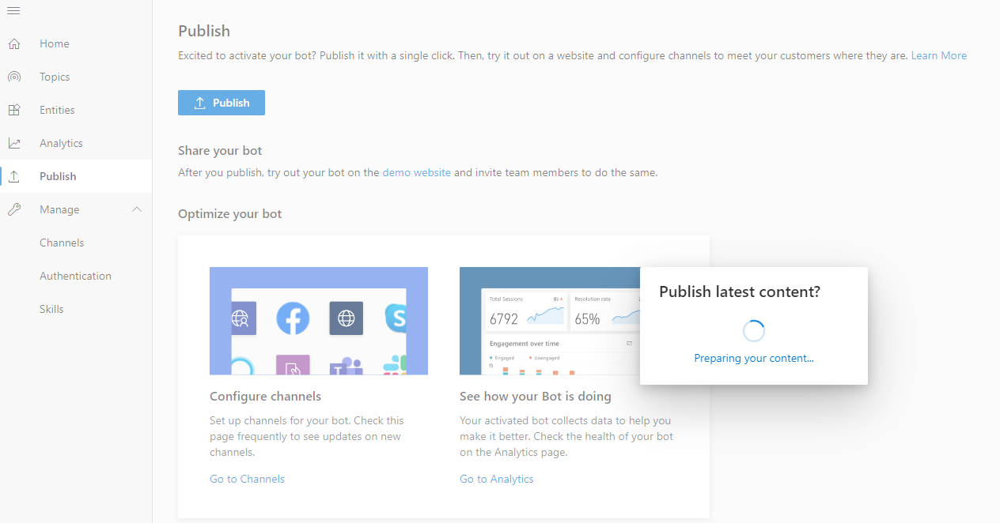 Home
Topics
Entities
Analytics
Publish
Manage
Channels
Authentication
Skills
Publish
Excited to activate your bot? Publish it with a single click. Then, try it out on a website and configure channels to meet your customers where they are. Learn More
Publish
Share your bot
After you publish, try out your bot on the demo website and invite team members to do the same.
Optimize your bot
Total Sessions
6792
Resolution rate
65%
Engagement over time
Engaged
Unengaged
15
S
T
Configure channels
Set up channels for your bot. Check this
page frequently to see updates on new
channels.
Go to Channels
See how your Bot is doing
Your activated bot collects data to help you
make it better. Check the health of your bot
on the Analytics page.
Go to Analytics
Publish latest content?
Preparing your content...